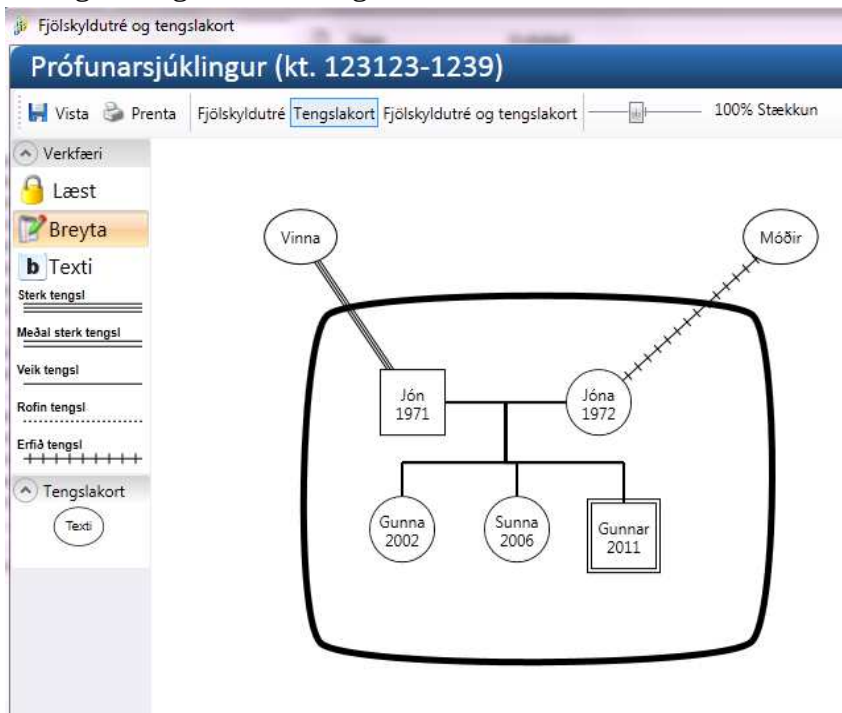 Fjölskyldutré og tengslakort
Prófunarsjúklingur (kt. 123123-1239)
Vista Prenta Fjölskyldutré Tengslakort Fjölskyldutré og tengslakort 100% Stækkun
Verkfæri
Læst
Breyta
b Texti
Sterk tengsl
Meðal sterk tengsl
Veik tengsl
Rofin tengsl
Erfið tengsl
Tengslakort
Texti
Vinna
Móðir
Jón
1971
Jóna
1972
Gunna
2002
Sunna
2006
Gunnar
2011